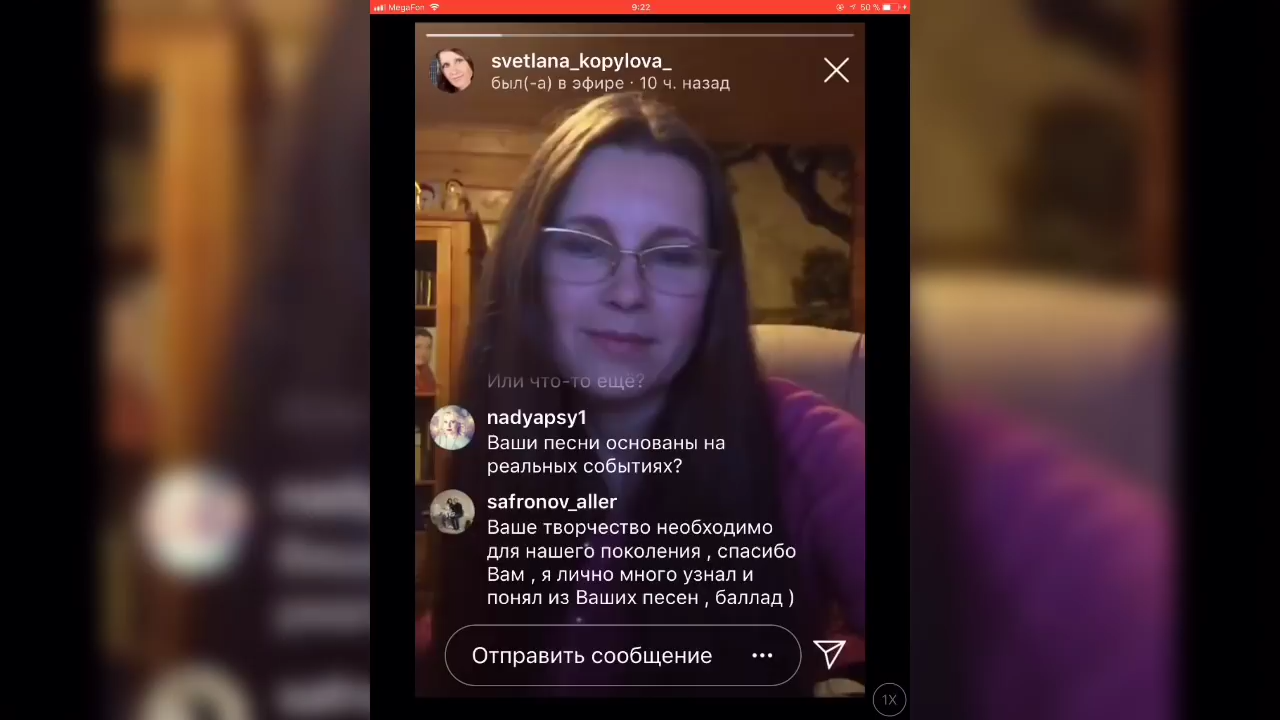 MegaFon
9:22
50 %
svetlana_kopylova_
был(-а) в эфире · 10 ч. назад
Или что-то ещё?
nadyapsy1
Ваши песни основаны на
реальных событиях?
safronov_aller
Ваше творчество необходимо
для нашего поколения , спасибо
Вам , я лично много узнал и
понял из Ваших песен , баллад )
Отправить сообщение
1X